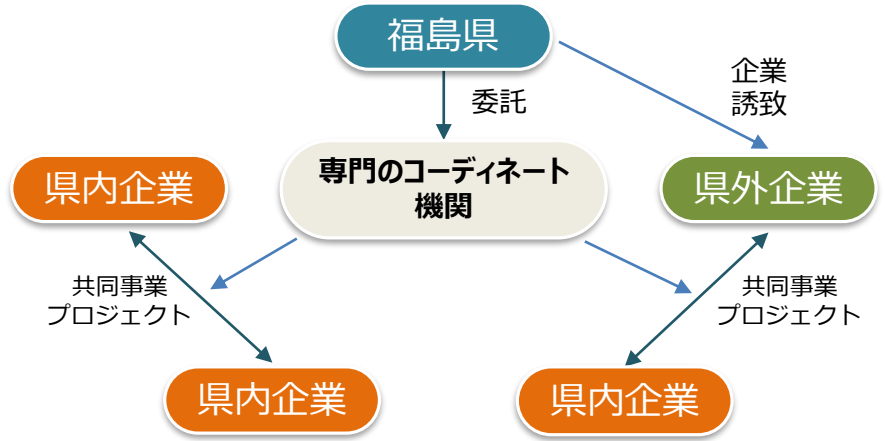 福島県
委託
企業
誘致
専門のコーディネート
機関
県内企業
県外企業
共同事業
プロジェクト
共同事業
プロジェクト
県内企業
県内企業